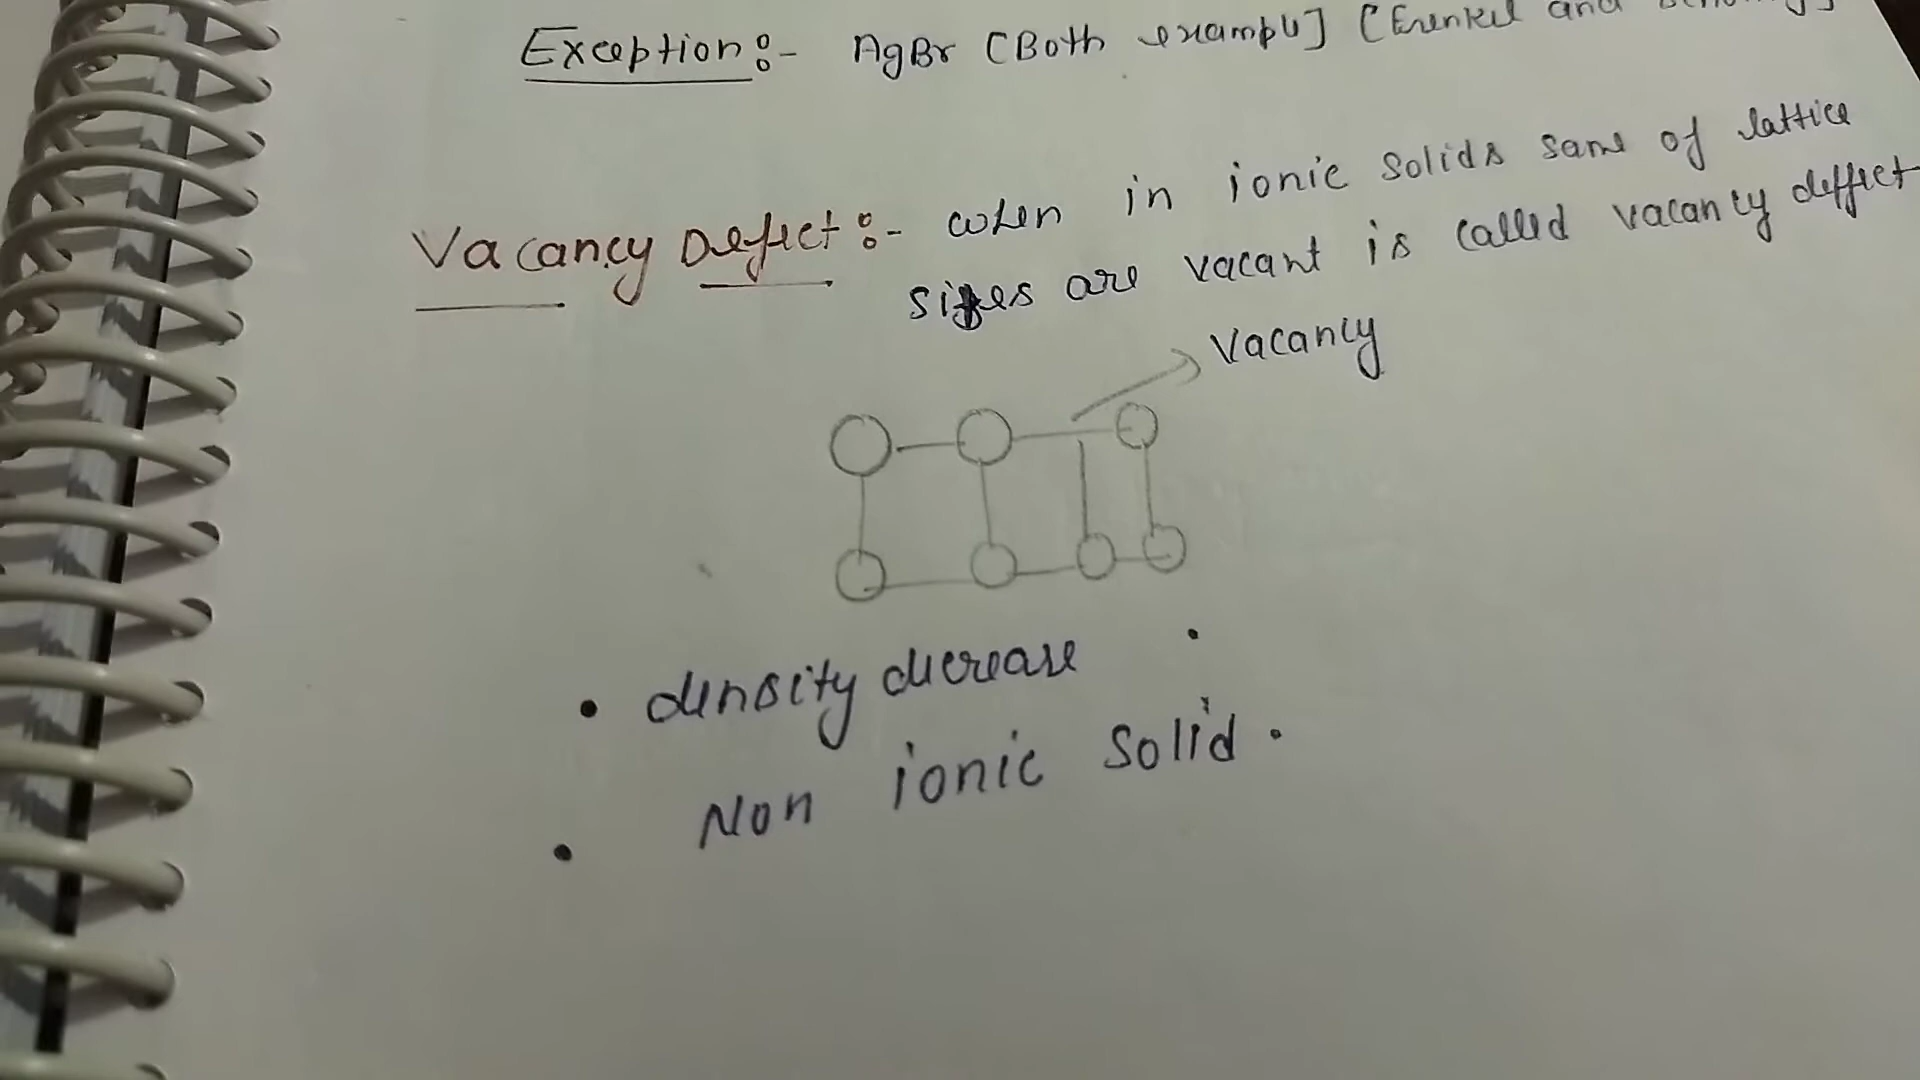 Exception:- AgBr [Both example] [Frenkel and
Vacancy Defect:- when in ionic solids same of lattice
sites are vacant is called vacancy deffect
Vacancy
• density decrease
• Non ionic solid.